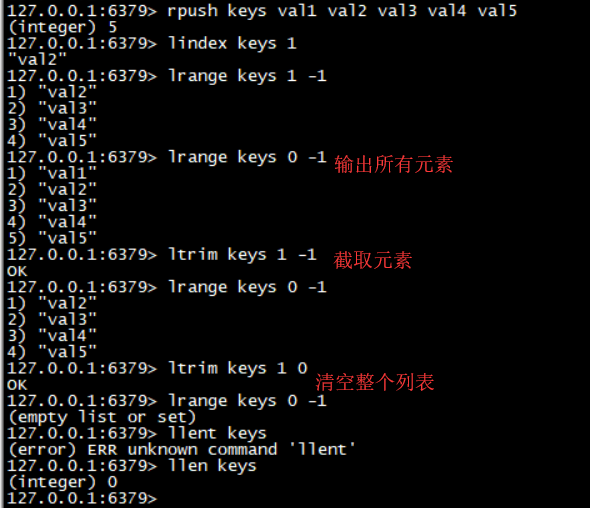 127.0.0.1:6379> rpush keys val1 val2 val3 val4 val5
(integer) 5
127.0.0.1:6379> lindex keys 1
"val2"
127.0.0.1:6379> lrange keys 1 -1
1) "val2"
2) "val3"
3) "val4"
4) "val5"
127.0.0.1:6379> lrange keys 0 -1 输出所有元素
1) "val1"
2) "val2"
3) "val3"
4) "val4"
5) "val5"
127.0.0.1:6379> ltrim keys 1 -1 截取元素
OK
127.0.0.1:6379> lrange keys 0 -1
1) "val2"
2) "val3"
3) "val4"
4) "val5"
127.0.0.1:6379> ltrim keys 1 0
OK 清空整个列表
127.0.0.1:6379> lrange keys 0 -1
(empty list or set)
127.0.0.1:6379> llent keys
(error) ERR unknown command 'llent'
127.0.0.1:6379> llen keys
(integer) 0
127.0.0.1:6379>